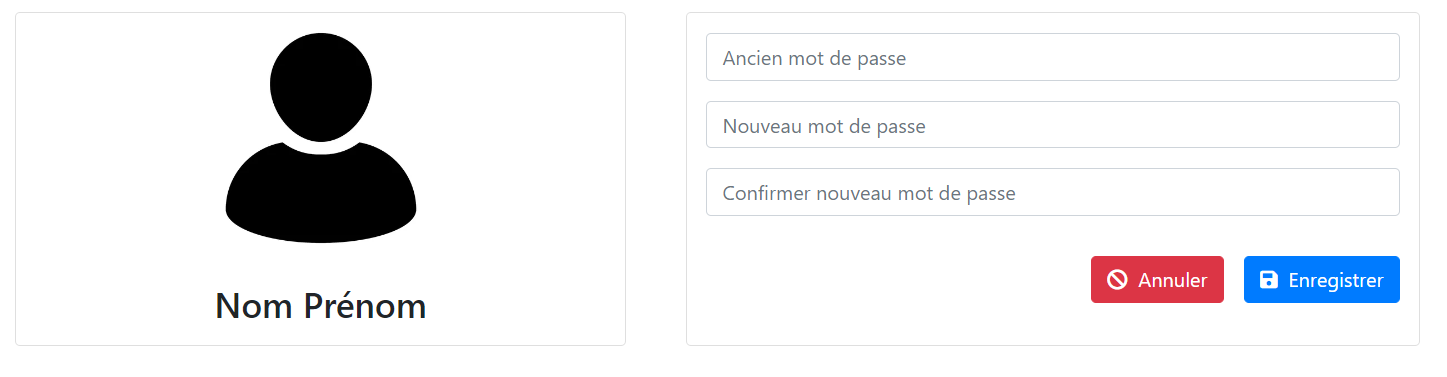 Nom Prénom
Ancien mot de passe
Nouveau mot de passe
Confirmer nouveau mot de passe
Annuler
Enregistrer